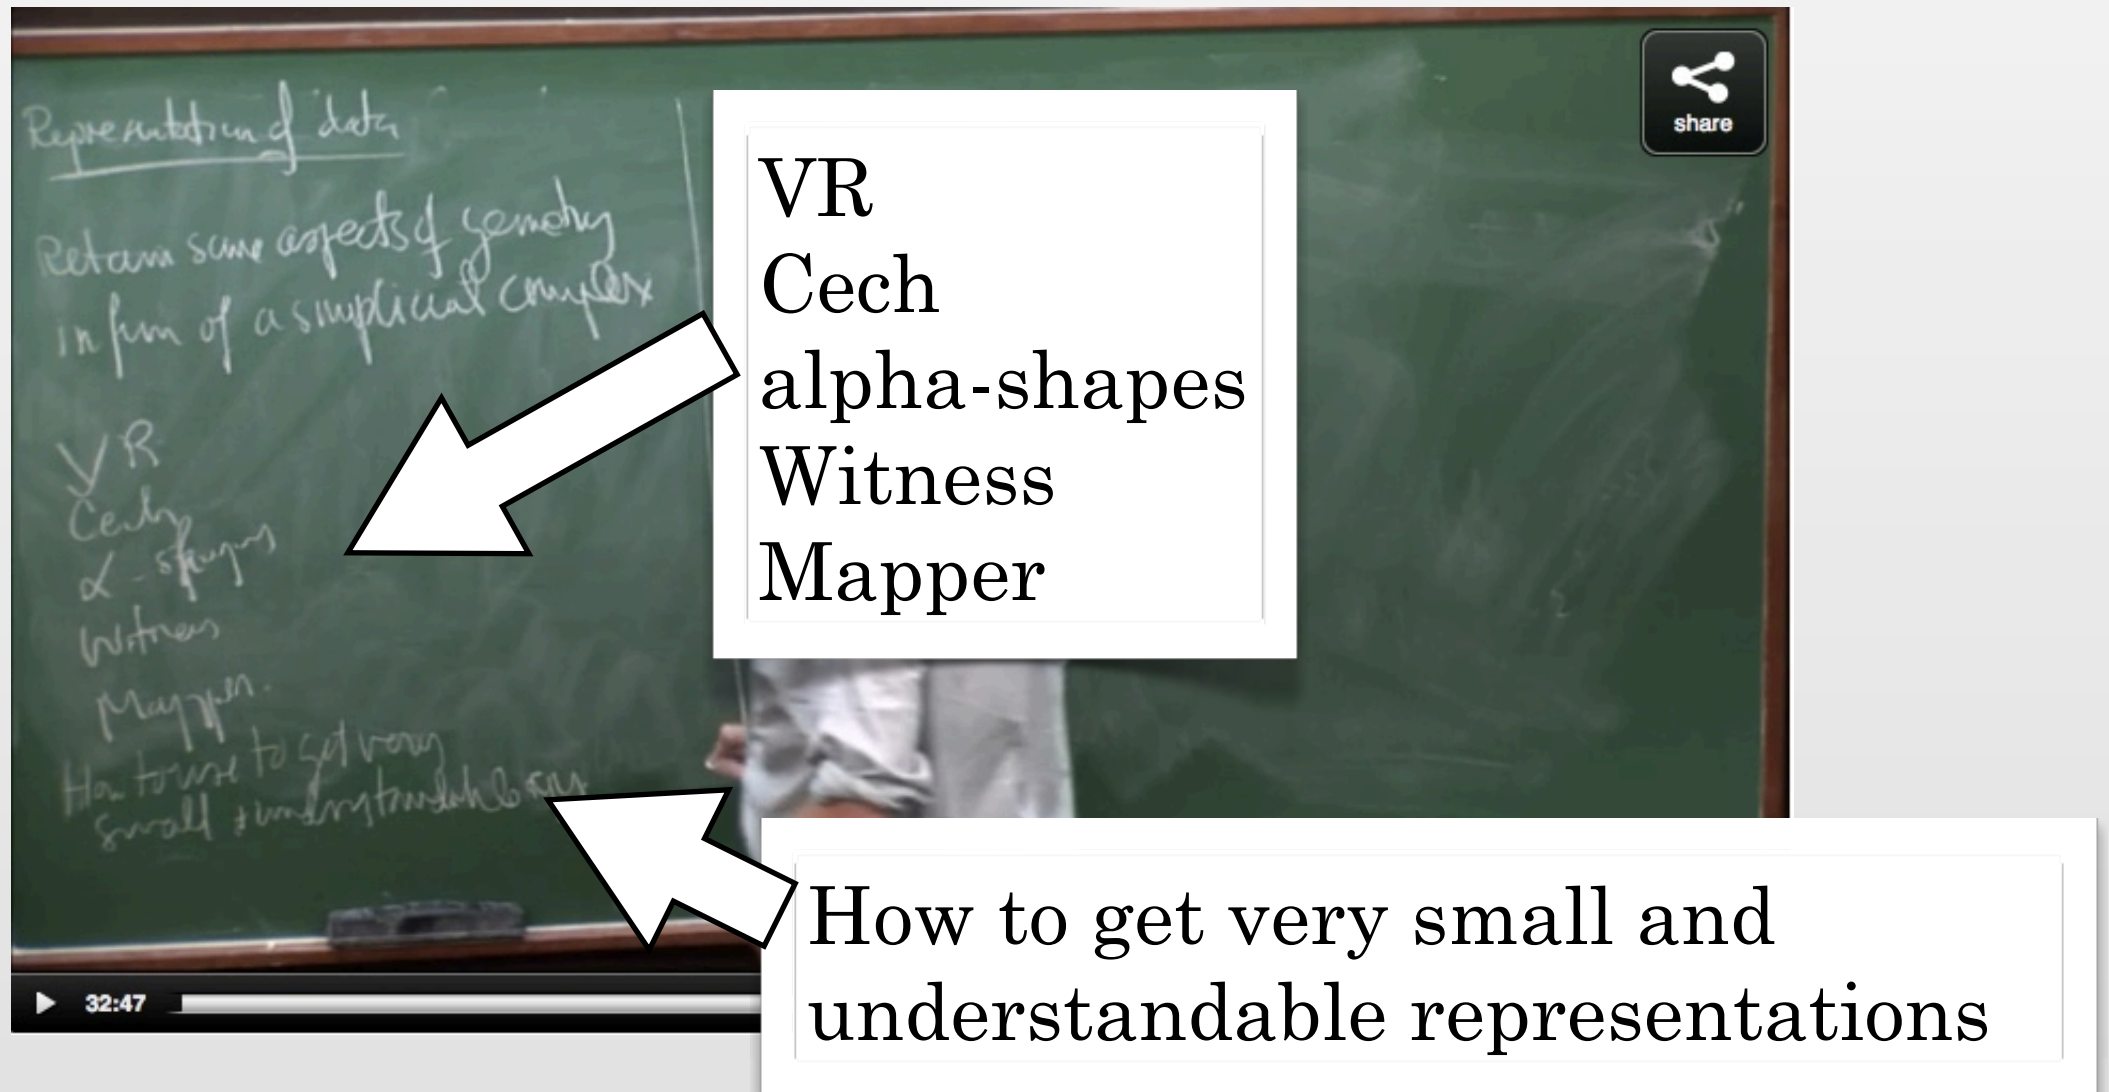 Representation of data
Retain some aspects of geometry
in form of a simplicial complex
VR
Cech
α-shapes
Witness
Mapper.
How to use to get very
small + understandable
share
VR
Cech
alpha-shapes
Witness
Mapper
32:47
How to get very small and
understandable representations